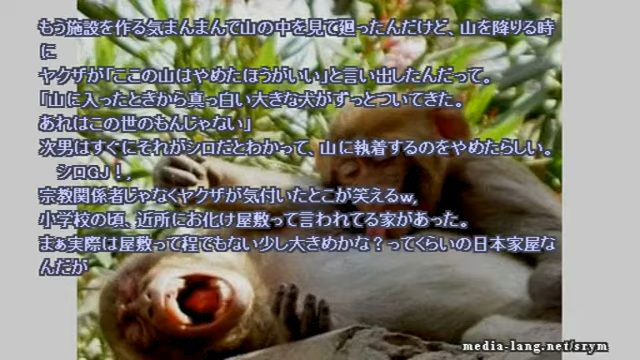 もう施設を作る気まんまんで山の中を見て廻ったんだけど、山を降りる時
に
ヤクザが「ここの山はやめたほうがいい」と言い出したんだって。
「山に入ったときから真っ白い大きな犬がずっとついてきた。
あれはこの世のもんじゃない」
次男はすぐにそれがシロだとわかって、山に執着するのをやめたらしい。
シロGJ！，
宗教関係者じゃなくヤクザが気付いたとこが笑えるw，
小学校の頃、近所にお化け屋敷って言われてる家があった。
まぁ実際は屋敷って程でもない少し大きめかな？ってくらいの日本家屋な
んだが
media-lang.net/srym